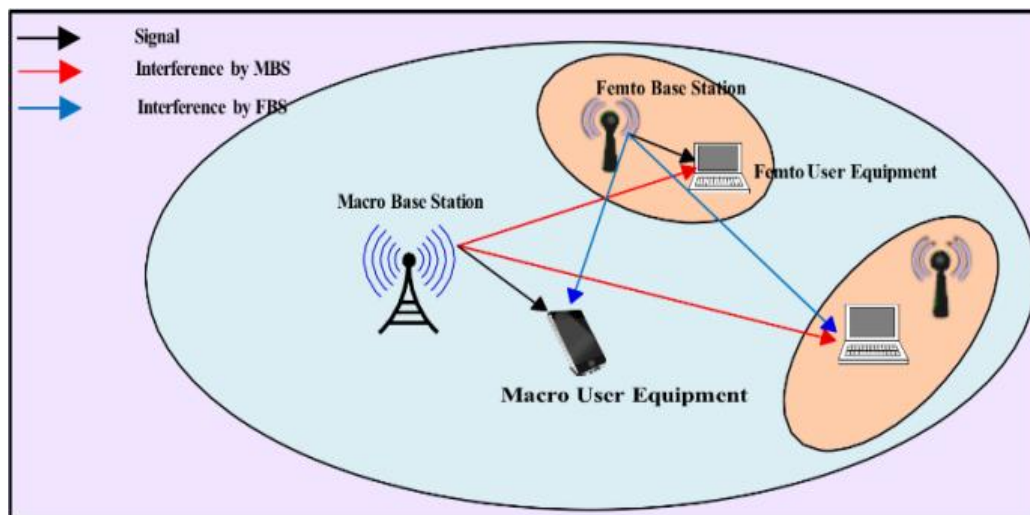 Signal
Interference by MBS
Interference by FBS
Femto Base Station
Femto User Equipment
Macro Base Station
Macro User Equipment